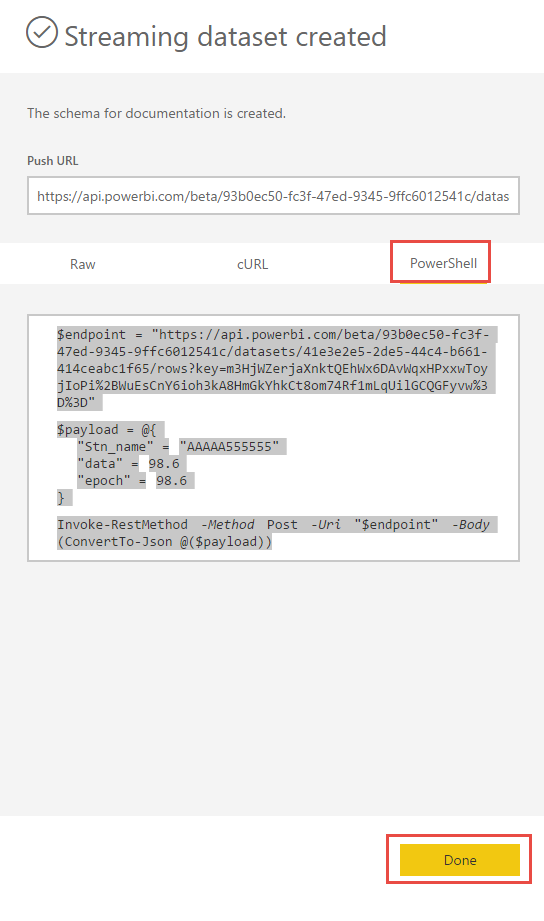 Streaming dataset created
The schema for documentation is created.
Push URL
https://api.powerbi.com/beta/93b0ec50-fc3f-47ed-9345-9ffc6012541c/datas
Raw
cURL
PowerShell
$endpoint = "https://api.powerbi.com/beta/93b0ec50-fc3f-
47ed-9345-9ffc6012541c/datasets/41e3e2e5-2de5-44c4-b661-
414ceabc1f65/rows?key=m3HjWZerjaXnktQEhWx6DAvWqxHPxxwToy
jIoPi%2BWuEsCnY6ioh3kA8HmGkYhkCt8om74Rf1mLqUilGCQGFyvw%3
D%3D"
$payload = @{
"Stn_name" = "AAAAA555555"
"data" = 98.6
"epoch" = 98.6
}
Invoke-RestMethod -Method Post -Uri "$endpoint" -Body
(ConvertTo-Json @($payload))
Done